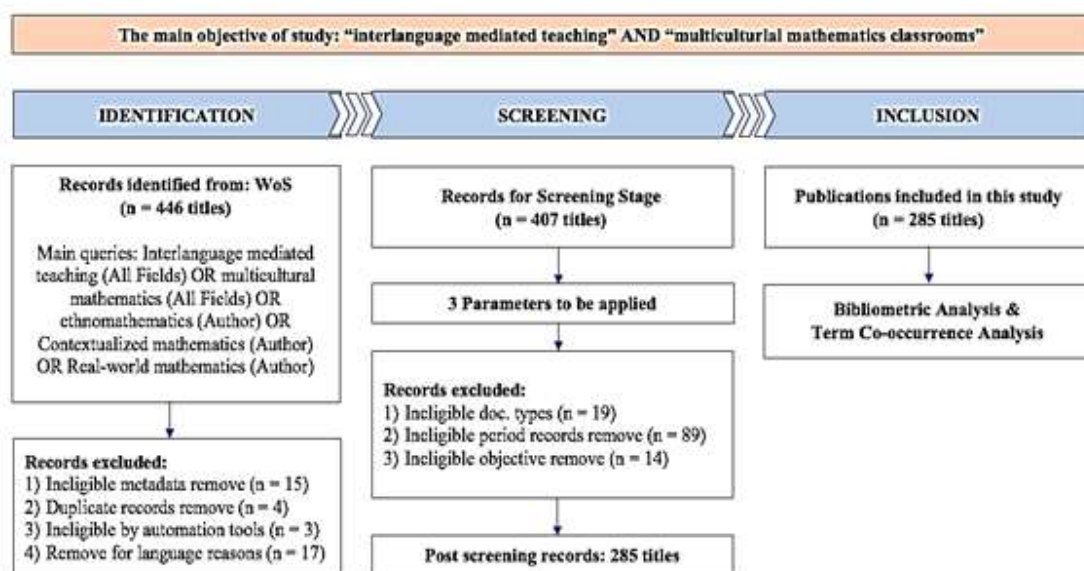 The main objective of study: “interlanguage mediated teaching” AND “multiculturial mathematics classrooms”
IDENTIFICATION
SCREENING
INCLUSION
Records identified from: WoS
(n = 446 titles)
Main queries: Interlanguage mediated
teaching (All Fields) OR multicultural
mathematics (All Fields) OR
ethnomathematics (Author) OR
Contextualized mathematics (Author)
OR Real-world mathematics (Author)
Records excluded:
1) Ineligible metadata remove (n = 15)
2) Duplicate records remove (n = 4)
3) Ineligible by automation tools (n = 3)
4) Remove for language reasons (n = 17)
Records for Screening Stage
(n = 407 titles)
3 Parameters to be applied
Records excluded:
1) Ineligible doc. types (n = 19)
2) Ineligible period records remove (n = 89)
3) Ineligible objective remove (n = 14)
Post screening records: 285 titles
Publications included in this study
(n = 285 titles)
Bibliometric Analysis &
Term Co-occurrence Analysis